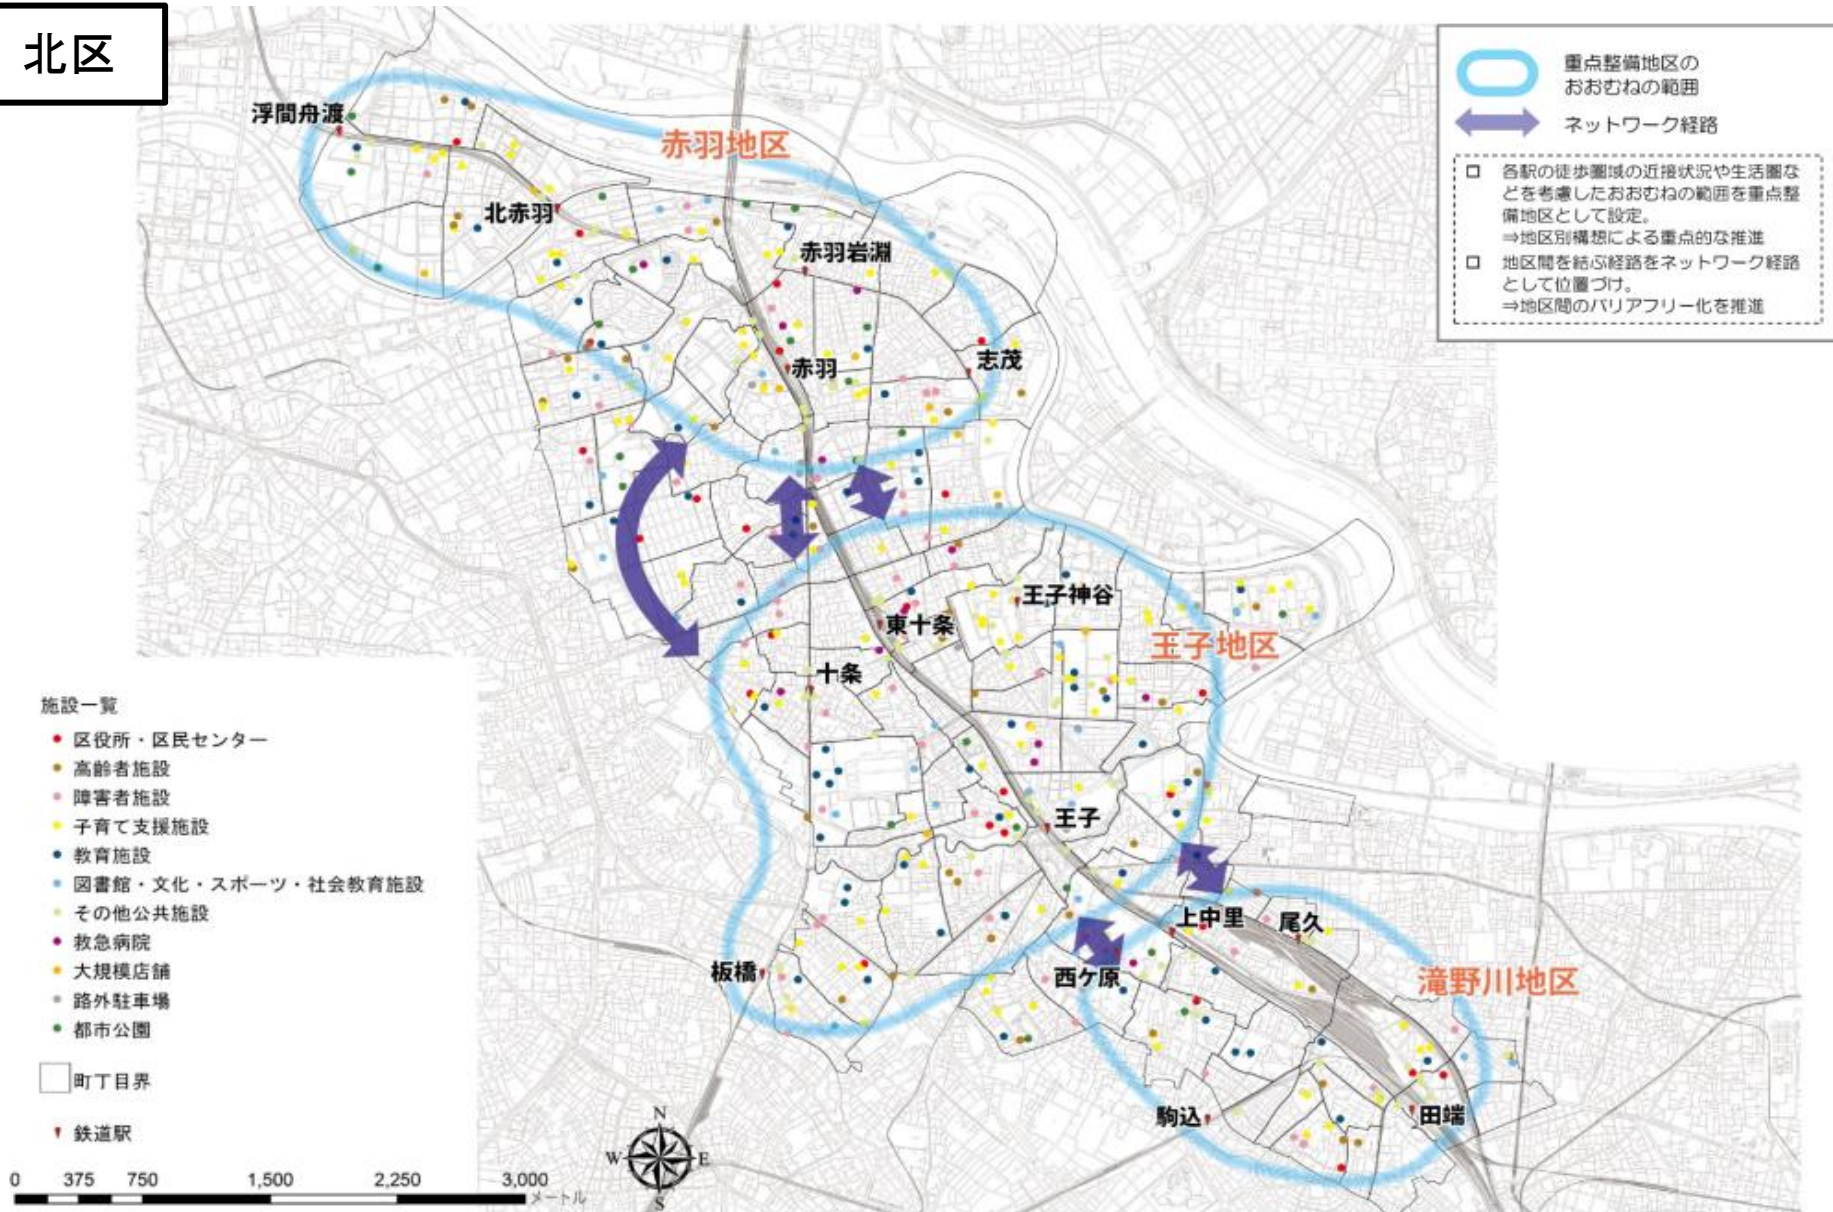 北区
重点整備地区の
おおむねの範囲
ネットワーク経路
□ 各駅の徒歩圏域の近接状況や生活圏な
どを考慮したおおむねの範囲を重点整
備地区として設定。
⇒地区別構想による重点的な推進
□ 地区間を結ぶ経路をネットワーク経路
として位置づけ。
⇒地区間のバリアフリー化を推進
浮間舟渡
赤羽地区
北赤羽
赤羽岩淵
赤羽
志茂
王子神谷
東十条
王子地区
十条
王子
上中里
尾久
板橋
西ケ原
滝野川地区
駒込
田端
施設一覧
区役所・区民センター
高齢者施設
障害者施設
子育て支援施設
教育施設
図書館・文化・スポーツ・社会教育施設
その他公共施設
救急病院
大規模店舗
路外駐車場
都市公園
町丁目界
鉄道駅
N
W E
S
0 375 750 1,500 2,250 3,000
メートル